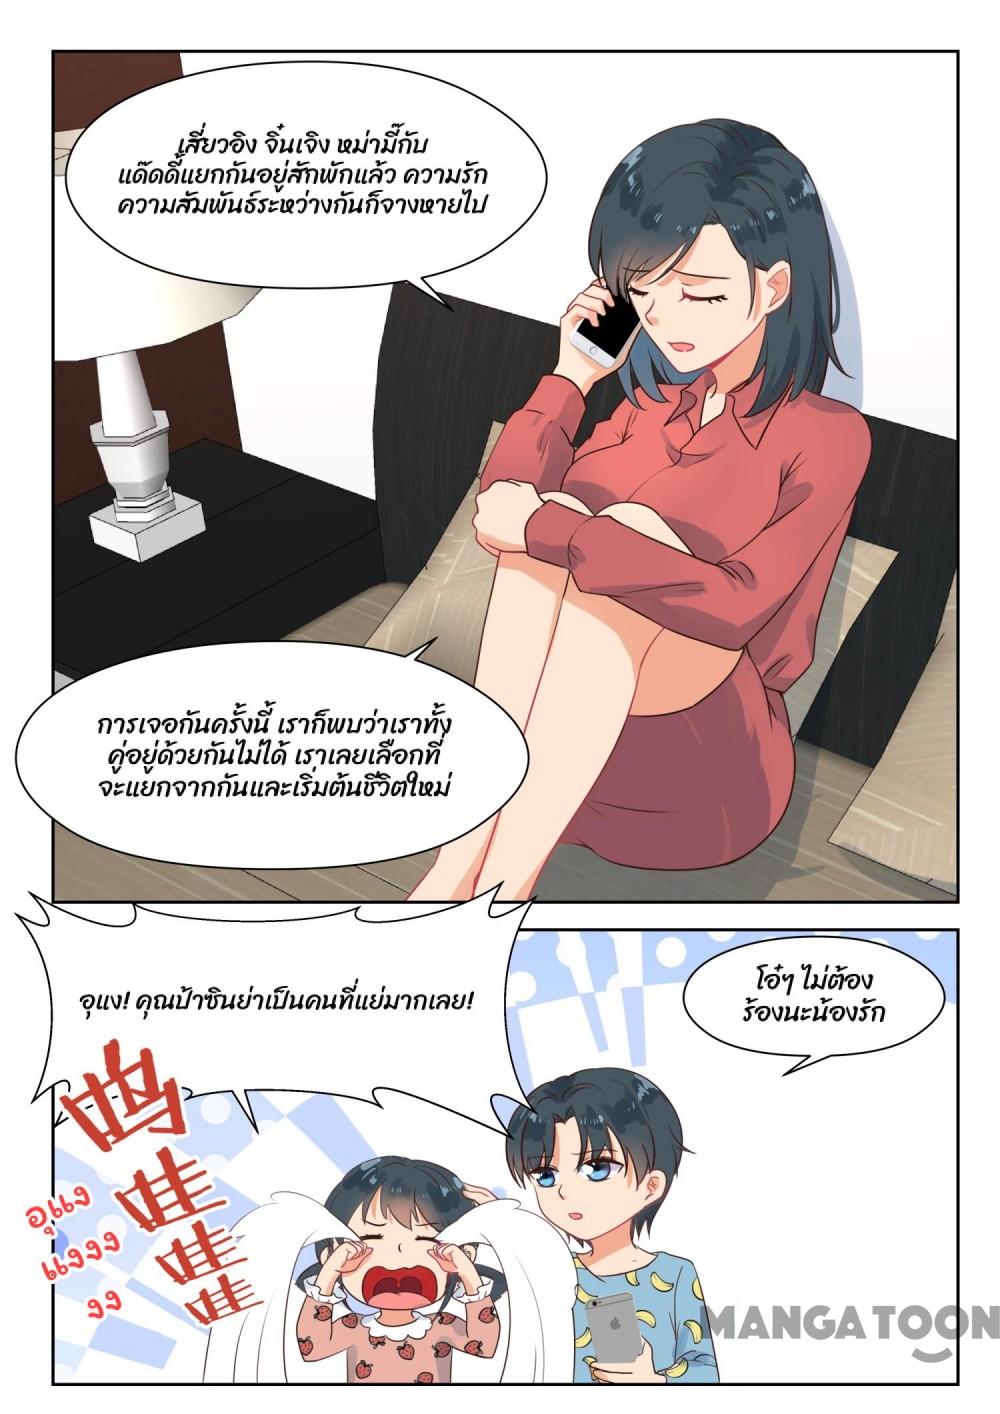 เสี่ยวอิง จิ๋นเจิง หม่ามี๊กับ
แด๊ดดี้แยกกันอยู่สักพักแล้ว ความรัก
ความสัมพันธ์ระหว่างกันก็จางหายไป
การเจอกันครั้งนี้ เราก็พบว่าเราทั้ง
คู่อยู่ด้วยกันไม่ได้ เราเลยเลือกที่
จะแยกจากกันและเริ่มต้นชีวิตใหม่
อุแง! คุณป้าซินย่าเป็นคนที่แย่มากเลย!
โอ๋ๆ ไม่ต้อง
ร้องนะน้องรัก
呜哇哇哇
อุแง
แงงงง
งง
MANGATOON